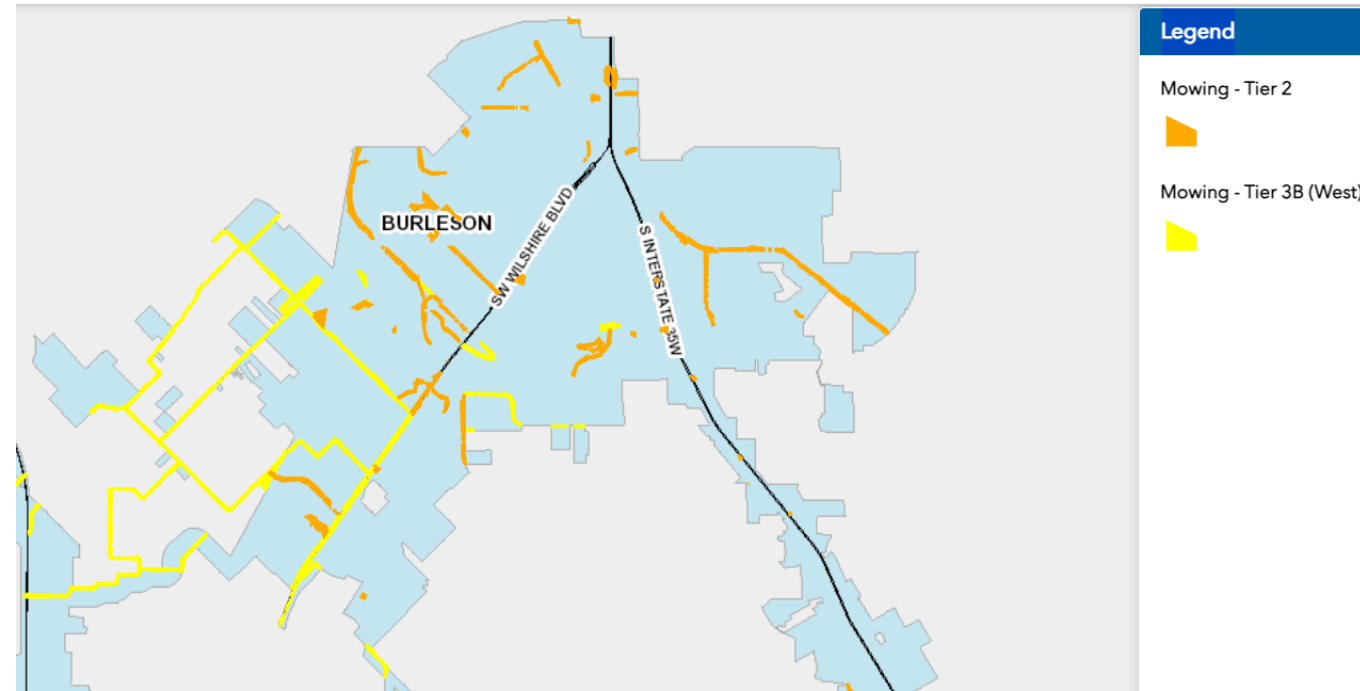 Legend
Mowing - Tier 2
Mowing - Tier 3B (West)
BURLESON
SW WILSHIRE BLVD
S INTERSTATE 35W